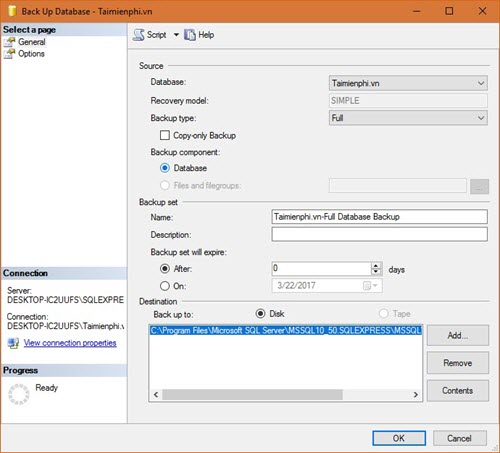 Back Up Database - Taimienphi.vn
Select a page
General
Options
Script
Help
Source
Database:
Taimienphi.vn
Recovery model:
SIMPLE
Backup type:
Full
Copy-only Backup
Backup component:
Database
Files and filegroups:
...
Backup set
Name:
Taimienphi.vn-Full Database Backup
Description:
Backup set will expire:
After:
0
days
On:
3/22/2017
Destination
Back up to:
Disk
Tape
C:\Program Files\Microsoft SQL Server\MSSQL10_50.SQLEXPRESS\MSSQL
Add...
Remove
Contents
Connection
Server:
DESKTOP-IC2UUFS\SQLEXPRE
Connection:
DESKTOP-IC2UUFS\Taimienphi.v
View connection properties
Progress
Ready
OK
Cancel